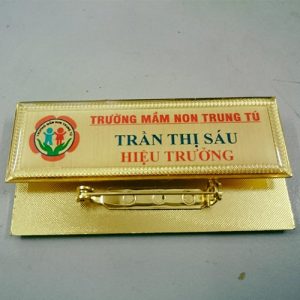 TRƯỜNG MẦM NON TRUNG TÚ
TRẦN THỊ SÁU
HIỆU TRƯỞNG